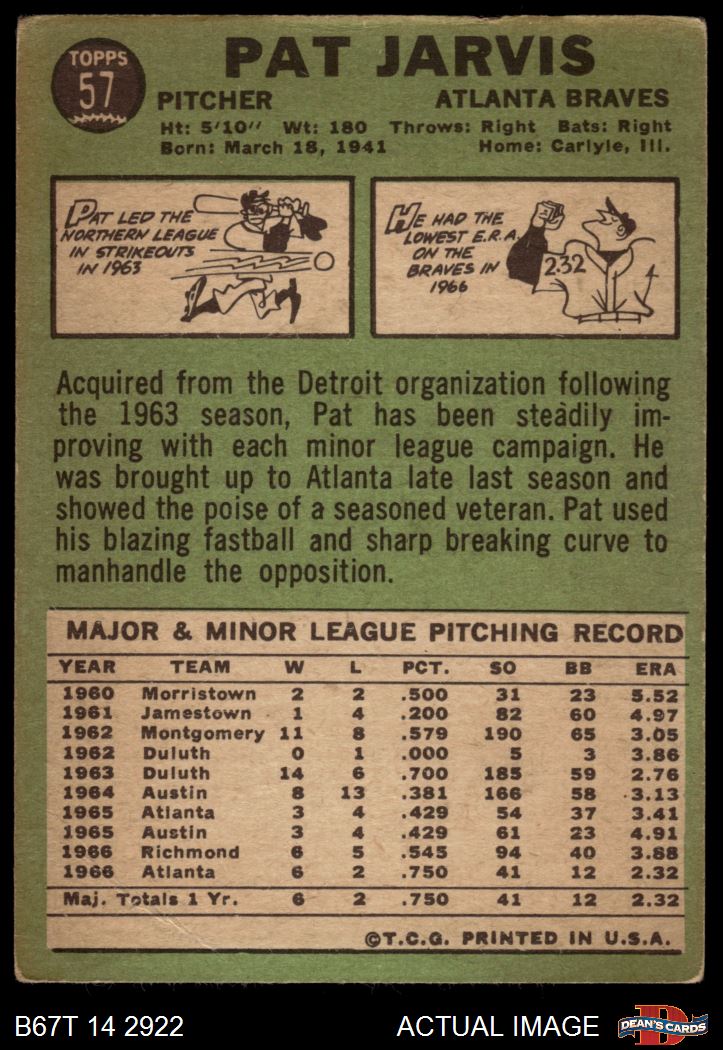 TOPPS
57
PAT JARVIS
PITCHER ATLANTA BRAVES
Ht: 5'10" Wt: 180 Throws: Right Bats: Right
Born: March 18, 1941 Home: Carlyle, Ill.
PAT LED THE
NORTHERN LEAGUE
IN STRIKEOUTS
IN 1963
HE HAD THE
LOWEST E.R.A.
ON THE
BRAVES IN
1966
2.32
Acquired from the Detroit organization following
the 1963 season, Pat has been steadily im-
proving with each minor league campaign. He
was brought up to Atlanta late last season and
showed the poise of a seasoned veteran. Pat used
his blazing fastball and sharp breaking curve to
manhandle the opposition.
MAJOR & MINOR LEAGUE PITCHING RECORD
YEAR TEAM W L PCT. SO BB ERA
1960 Morristown 2 2 .500 31 23 5.52
1961 Jamestown 1 4 .200 82 60 4.97
1962 Montgomery 11 8 .579 190 65 3.05
1962 Duluth 0 1 .000 5 3 3.86
1963 Duluth 14 6 .700 185 59 2.76
1964 Austin 8 13 .381 166 58 3.13
1965 Atlanta 3 4 .429 54 37 3.41
1965 Austin 3 4 .429 61 23 4.91
1966 Richmond 6 5 .545 94 40 3.88
1966 Atlanta 6 2 .750 41 12 2.32
Maj. Totals 1 Yr. 6 2 .750 41 12 2.32
©T.C.G. PRINTED IN U.S.A.
B67T 14 2922 ACTUAL IMAGE DEAN'S CARDS